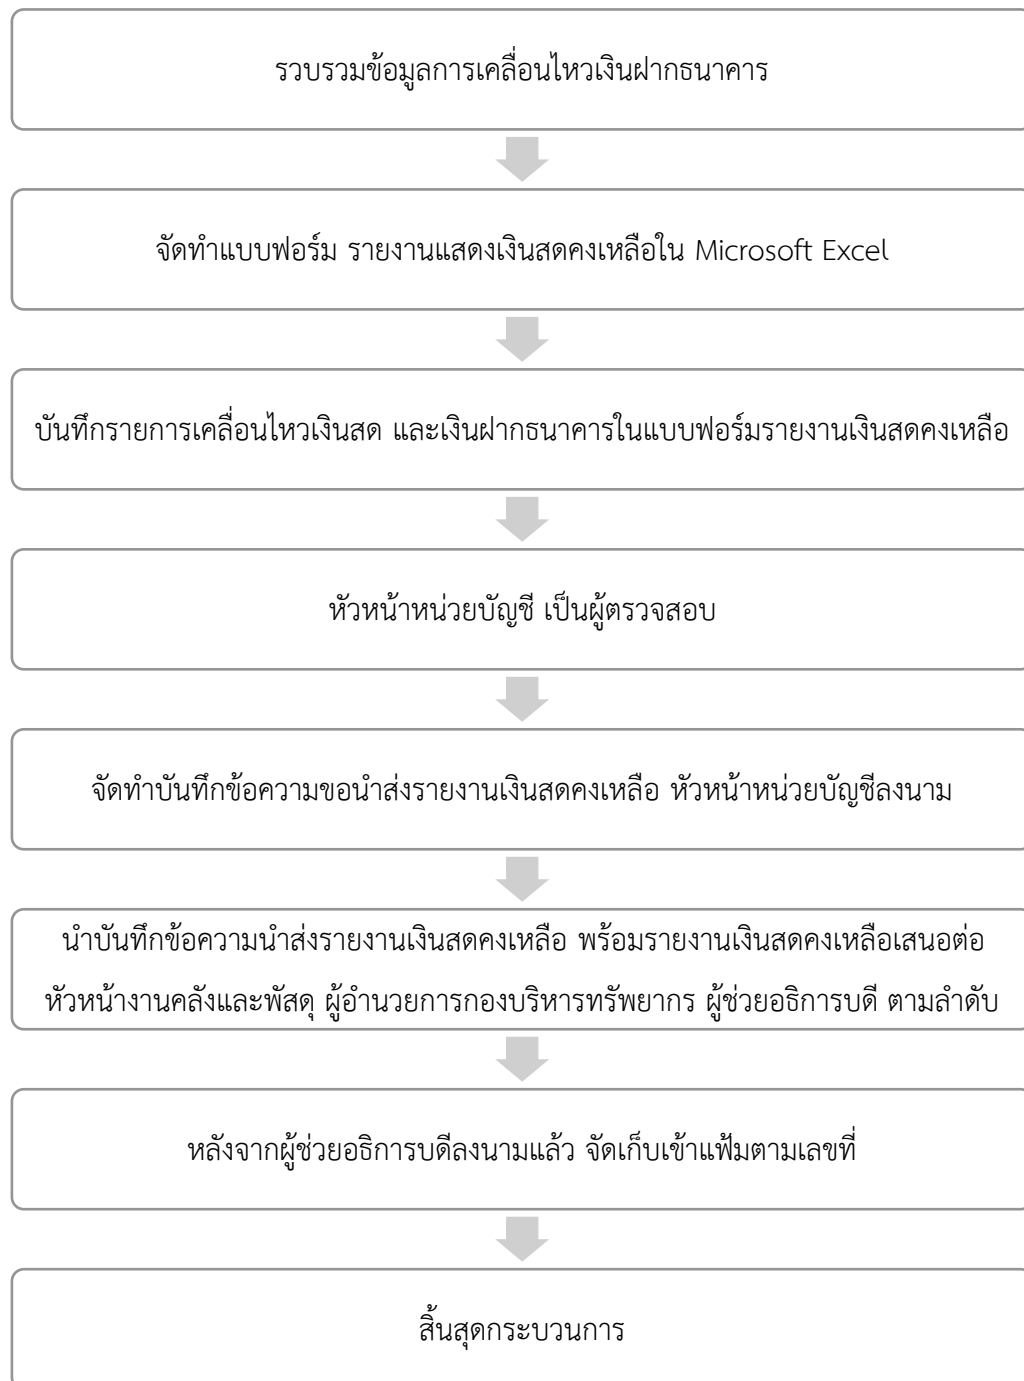 รวบรวมข้อมูลการเคลื่อนไหวเงินฝากธนาคาร
จัดทำแบบฟอร์ม รายงานแสดงเงินสดคงเหลือใน Microsoft Excel
บันทึกรายการเคลื่อนไหวเงินสด และเงินฝากธนาคารในแบบฟอร์มรายงานเงินสดคงเหลือ
หัวหน้าหน่วยบัญชี เป็นผู้ตรวจสอบ
จัดทำบันทึกข้อความขอนำส่งรายงานเงินสดคงเหลือ หัวหน้าหน่วยบัญชีลงนาม
นำบันทึกข้อความนำส่งรายงานเงินสดคงเหลือ พร้อมรายงานเงินสดคงเหลือเสนอต่อ
หัวหน้างานคลังและพัสดุ ผู้อำนวยการกองบริหารทรัพยากร ผู้ช่วยอธิการบดี ตามลำดับ
หลังจากผู้ช่วยอธิการบดีลงนามแล้ว จัดเก็บเข้าแฟ้มตามเลขที่
สิ้นสุดกระบวนการ